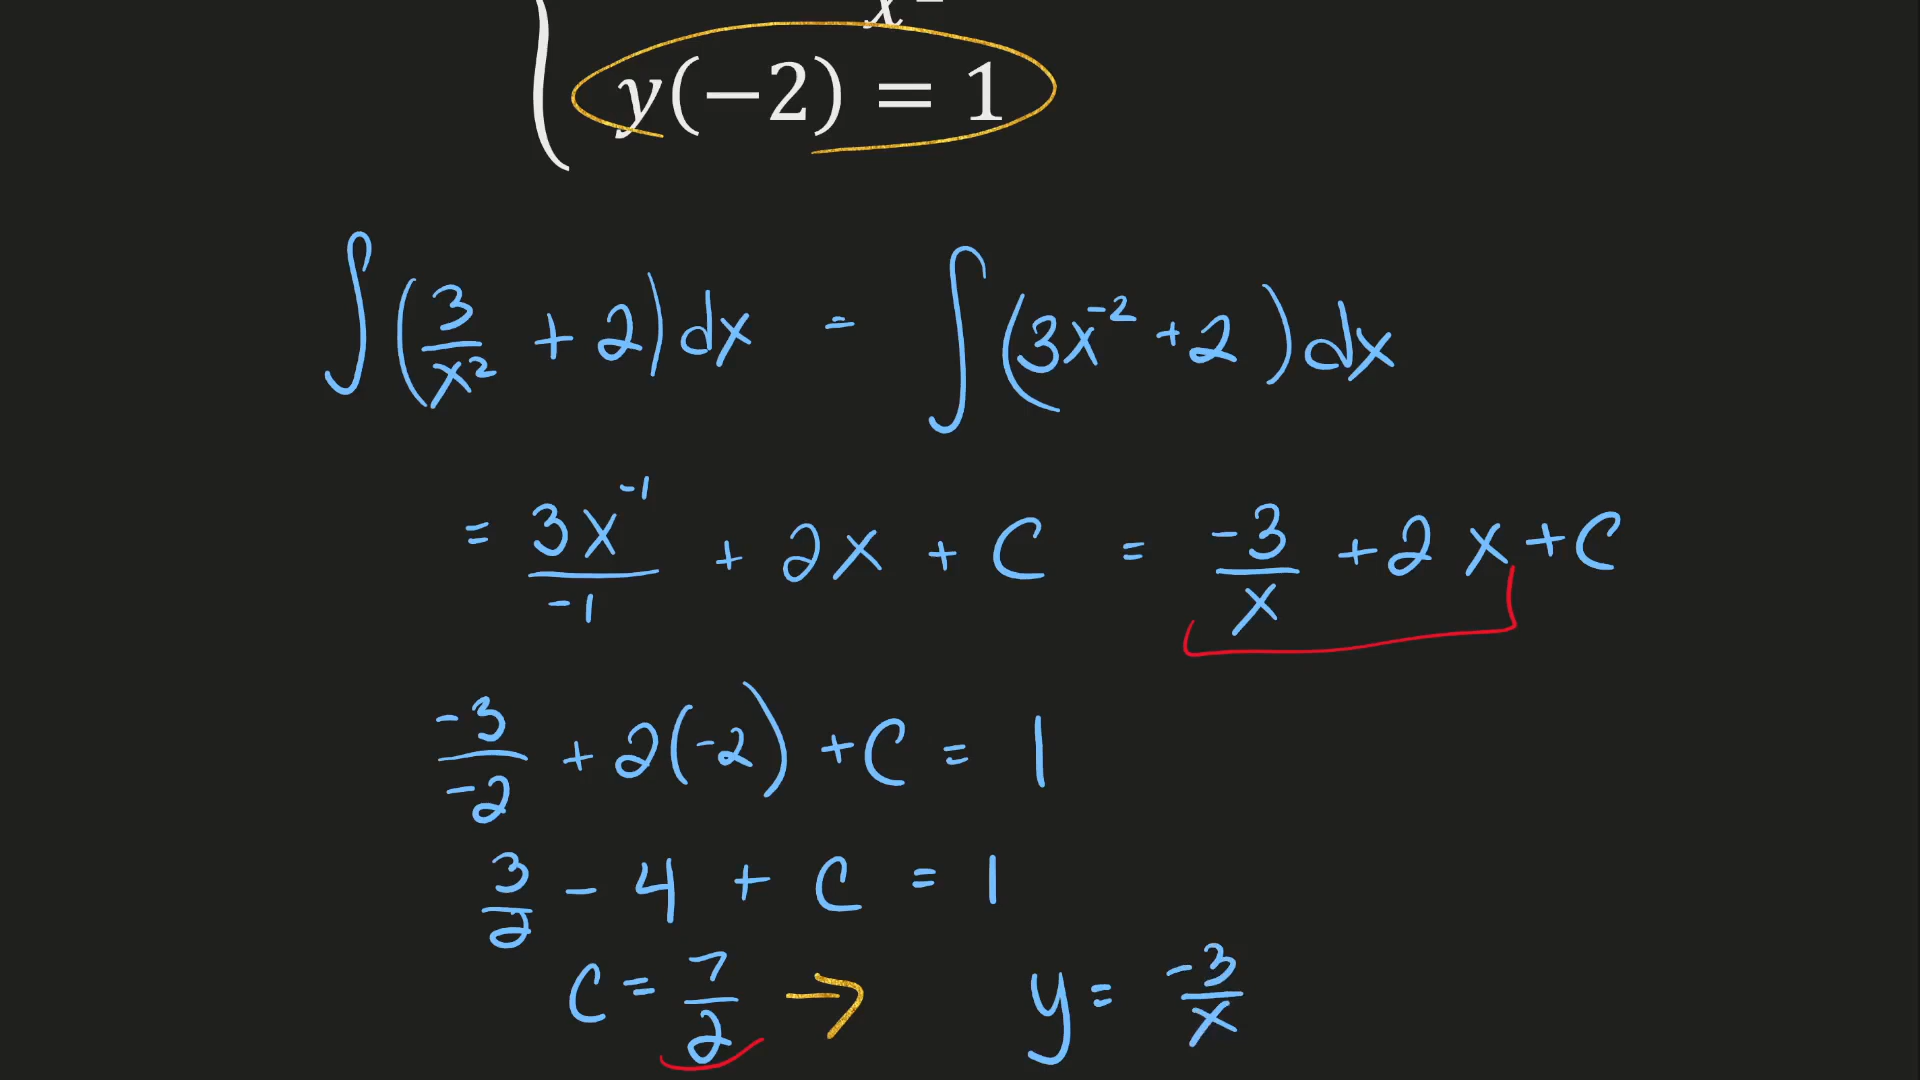 y(−2) = 1
∫(3/x² + 2)dx = ∫(3x⁻² + 2)dx
= 3x⁻¹/-1 + 2x + C = -3/x + 2x + C
-3/-2 + 2(-2) + C = 1
3/2 - 4 + C = 1
C = 7/2 → y = -3/x